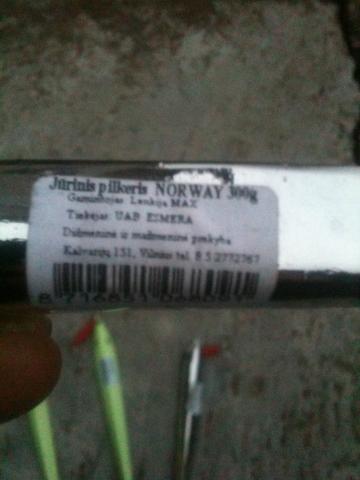 Jūrinis pilkeris NORWAY 300g
Gamintojas Lenkija MAX
Tiekėjas UAB ESMERA
Didmeninė ir mažmeninė prekyba
Kalvarijų 151, Vilnius tel. 8 5 2772767